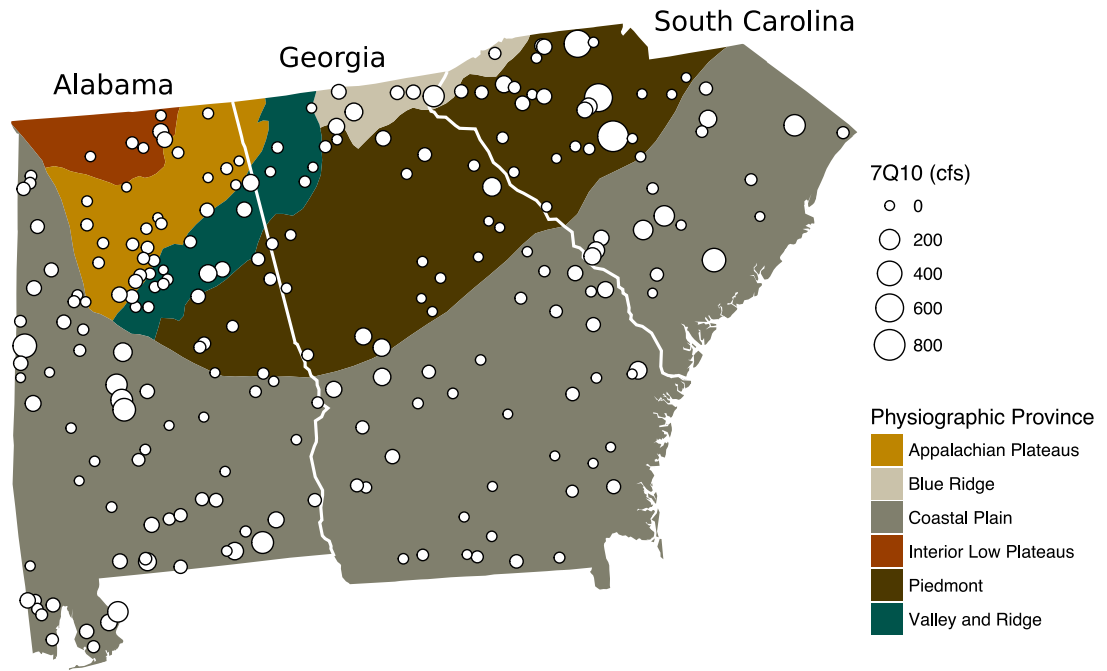 South Carolina
Georgia
Alabama
7Q10 (cfs)
0
200
400
600
800
Physiographic Province
Appalachian Plateaus
Blue Ridge
Coastal Plain
Interior Low Plateaus
Piedmont
Valley and Ridge